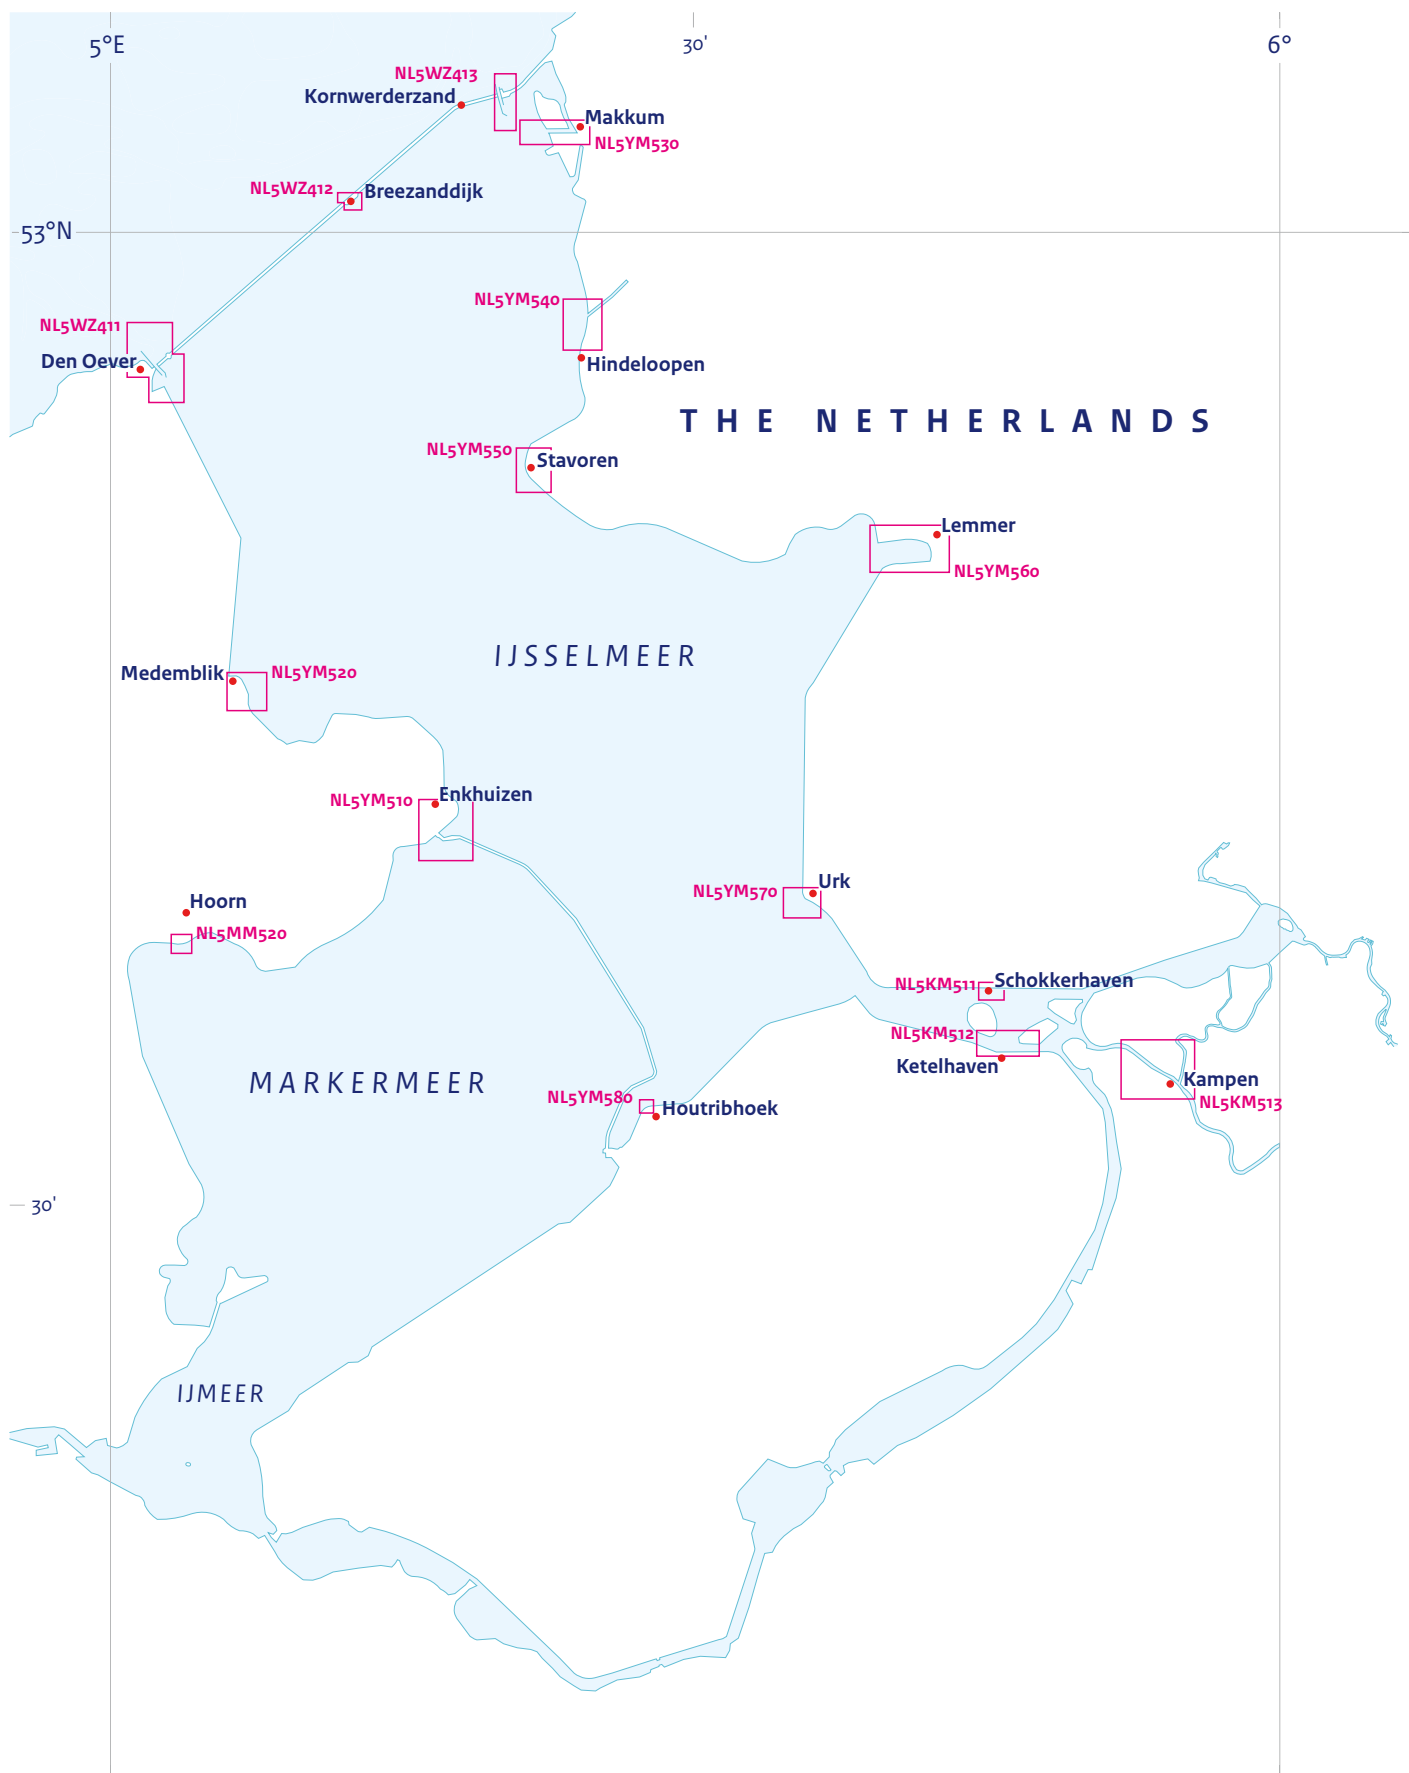 5°E
30'
6°
NL5WZ413
Kornwerderzand
Makkum
NL5YM530
NL5WZ412
Breezanddijk
53°N
NL5YM540
NL5WZ411
Den Oever
Hindeloopen
THE NETHERLANDS
NL5YM550
Stavoren
Lemmer
NL5YM560
IJSSELMEER
Medemblik
NL5YM520
Enkhuizen
NL5YM510
Urk
NL5YM570
Hoorn
NL5MM520
Schokkerhaven
NL5KM511
NL5KM512
Ketelhaven
MARKERMEER
Kampen
NL5KM513
NL5YM580
Houtribhoek
30'
IJMEER